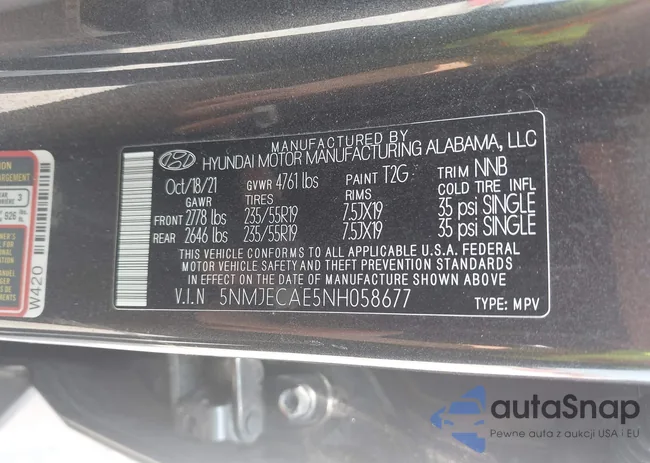 MANUFACTURED BY
HYUNDAI MOTOR MANUFACTURING ALABAMA, LLC
Oct/18/21 GVWR 4761 lbs PAINT T2G TRIM NNB
GAWR TIRES RIMS COLD TIRE INFL
FRONT 2778 lbs 235/55R19 7.5JX19 35 psi SINGLE
REAR 2646 lbs 235/55R19 7.5JX19 35 psi SINGLE
THIS VEHICLE CONFORMS TO ALL APPLICABLE U.S.A. FEDERAL
MOTOR VEHICLE SAFETY AND THEFT PREVENTION STANDARDS
IN EFFECT ON THE DATE OF MANUFACTURE SHOWN ABOVE
V.I.N 5NMJECAE5NH058677 TYPE: MPV
W420
3
autaSnap
Pewne auta z aukcji USA i EU